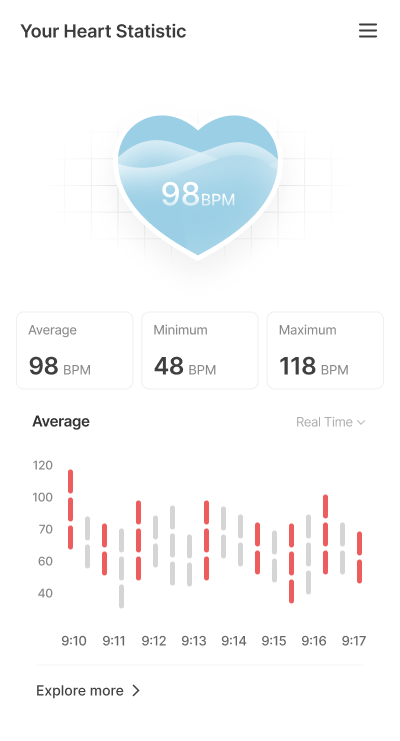 Your Heart Statistic
98BPM
Average
Minimum
Maximum
98 BPM
48 BPM
118 BPM
Average
Real Time
120
100
70
60
40
9:10 9:11 9:12 9:13 9:14 9:15 9:16 9:17
Explore more